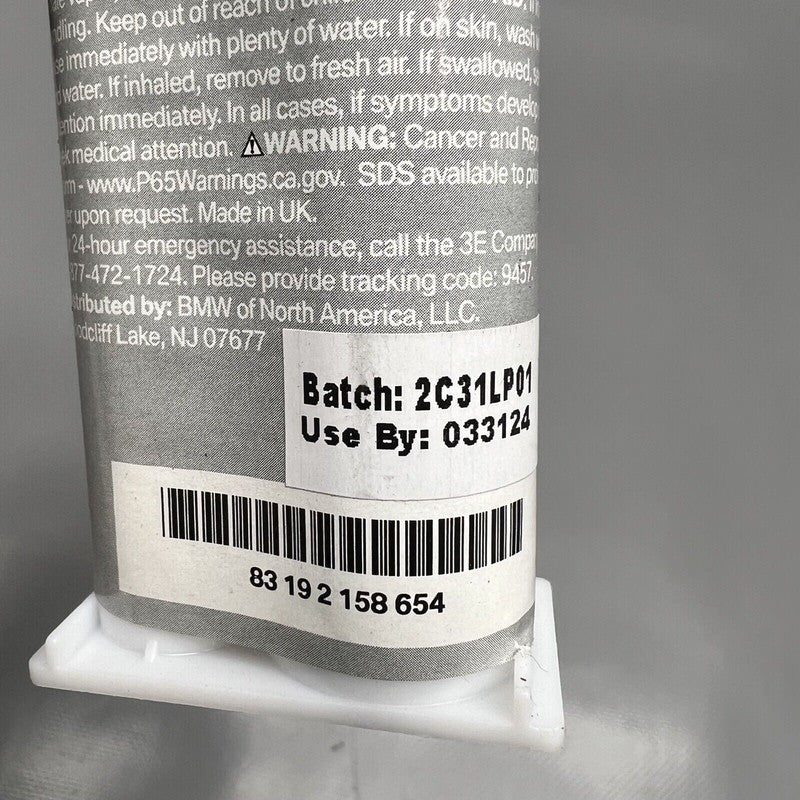 Keep out of reach of
immediately with plenty of water. If on skin, wash
water. If inhaled, remove to fresh air. If swallowed,
immediately. In all cases, if symptoms develop
medical attention. ⚠WARNING: Cancer and
- www.P65Warnings.ca.gov. SDS available to
upon request. Made in UK.
24-hour emergency assistance, call the 3E Compan
77-472-1724. Please provide tracking code: 9457.
tributed by: BMW of North America, LLC.
odcliff Lake, NJ 07677
Batch: 2C31LP01
Use By: 033124
83 19 2 158 654